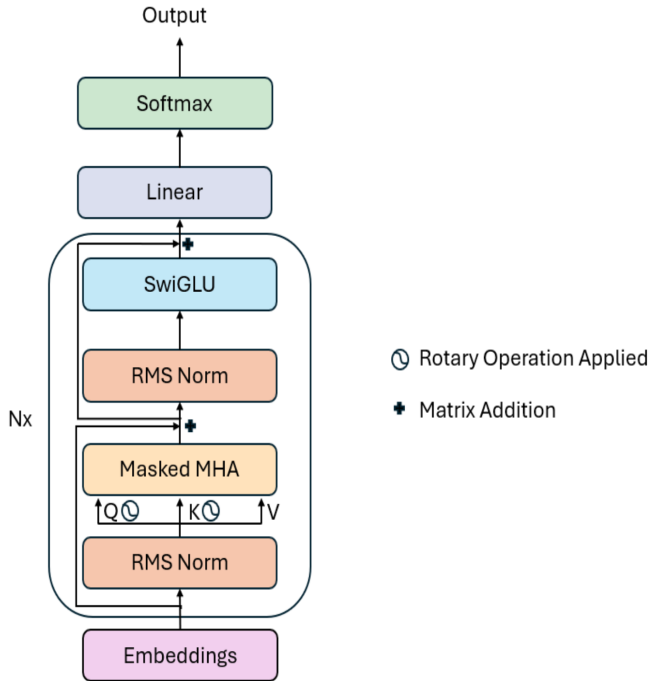 Output
Softmax
Linear
SwiGLU
RMS Norm
Nx
Masked MHA
Q K V
RMS Norm
Embeddings
Rotary Operation Applied
Matrix Addition